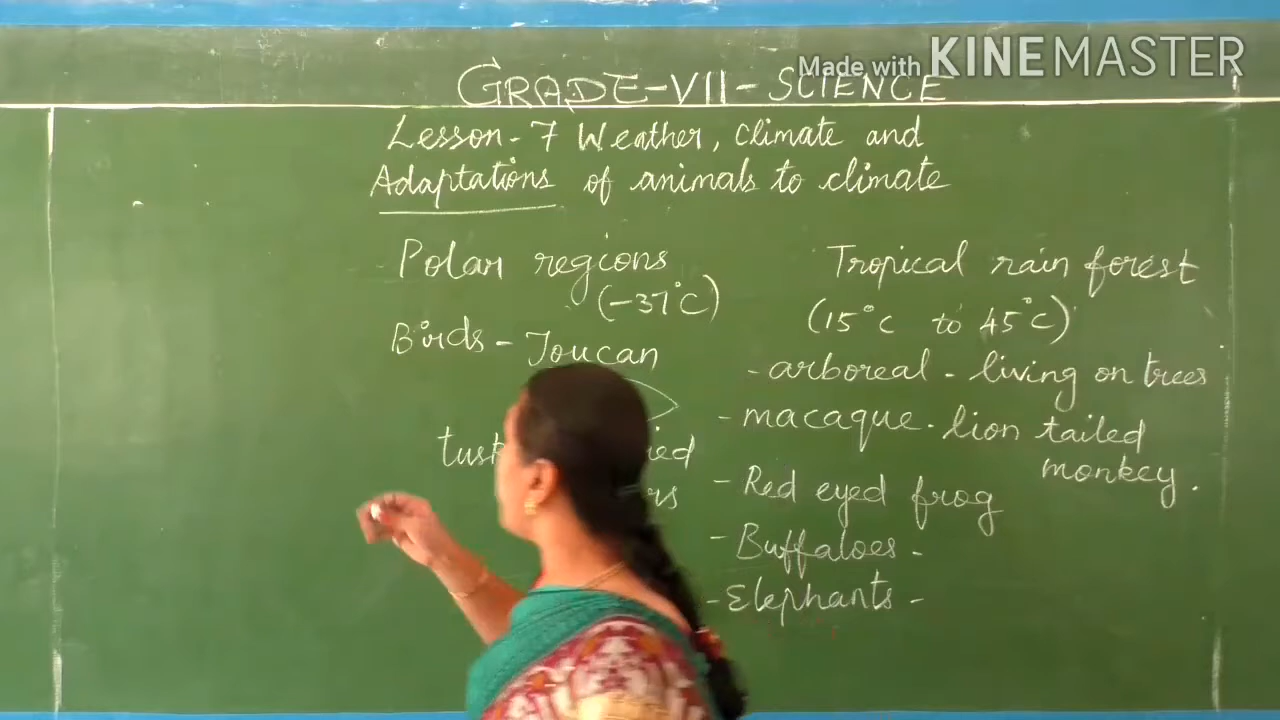 Made with KINEMASTER
GRADE-VII-SCIENCE
Lesson-7 Weather, climate and
Adaptations of animals to climate
Polar regions
(-37°C)
Birds - Toucan
Tropical rain forest
(15°C to 45°C)
- arboreal - living on trees
- macaque. lion tailed
monkey.
- Red eyed frog
- Buffaloes -
- Elephants -